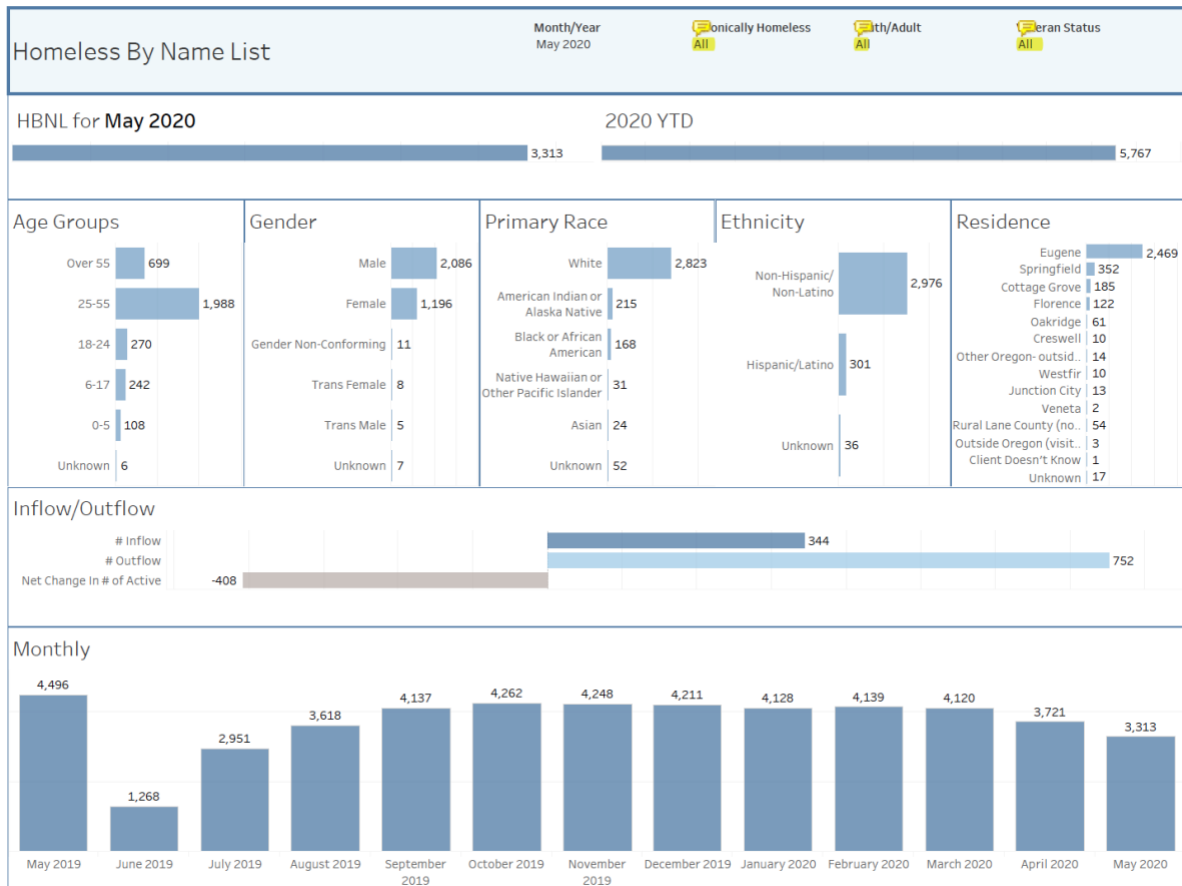 Homeless By Name List
Month/Year
May 2020
onically Homeless
All
th/Adult
All
eran Status
All
HBNL for May 2020
3,313
2020 YTD
5,767
Age Groups
Over 55 699
25-55 1,988
18-24 270
6-17 242
0-5 108
Unknown 6
Gender
Male 2,086
Female 1,196
Gender Non-Conforming 11
Trans Female 8
Trans Male 5
Unknown 7
Primary Race
White 2,823
American Indian or
Alaska Native 215
Black or African
American 168
Native Hawaiian or
Other Pacific Islander 31
Asian 24
Unknown 52
Ethnicity
Non-Hispanic/
Non-Latino 2,976
Hispanic/Latino 301
Unknown 36
Residence
Eugene 2,469
Springfield 352
Cottage Grove 185
Florence 122
Oakridge 61
Creswell 10
Other Oregon- outsid.. 14
Westfir 10
Junction City 13
Veneta 2
Rural Lane County (no.. 54
Outside Oregon (visit.. 3
Client Doesn't Know 1
Unknown 17
Inflow/Outflow
# Inflow 344
# Outflow 752
Net Change In # of Active -408
Monthly
4,496
1,268
2,951
3,618
4,137
4,262
4,248
4,211
4,128
4,139
4,120
3,721
3,313
May 2019
June 2019
July 2019
August 2019
September
2019
October 2019
November
2019
December 2019
January 2020
February 2020
March 2020
April 2020
May 2020